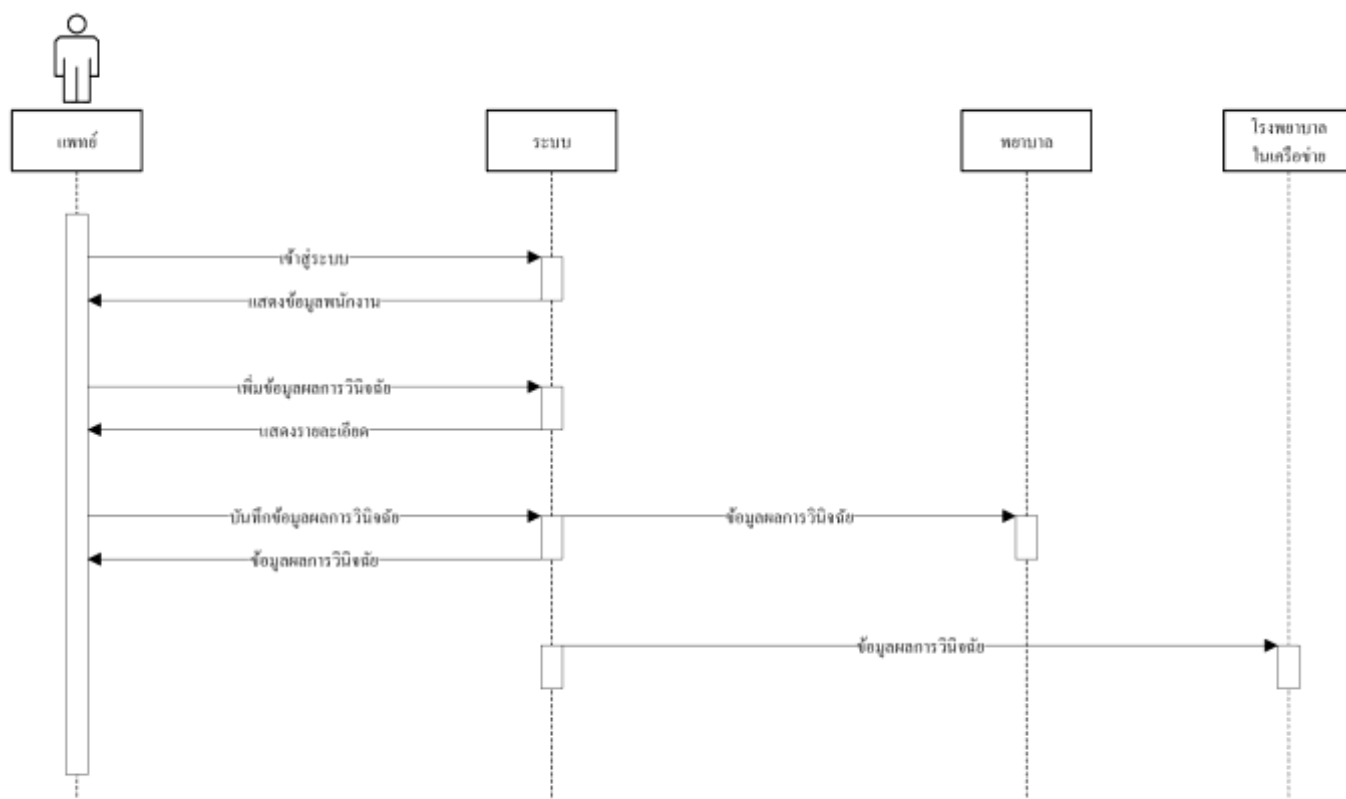 แพทย์
ระบบ
พยาบาล
โรงพยาบาล
ในเครือข่าย
เข้าสู่ระบบ
แสดงข้อมูลพนักงาน
เพิ่มข้อมูลผลการวินิจฉัย
แสดงรายละเอียด
บันทึกข้อมูลผลการวินิจฉัย
ข้อมูลผลการวินิจฉัย
ข้อมูลผลการวินิจฉัย
ข้อมูลผลการวินิจฉัย